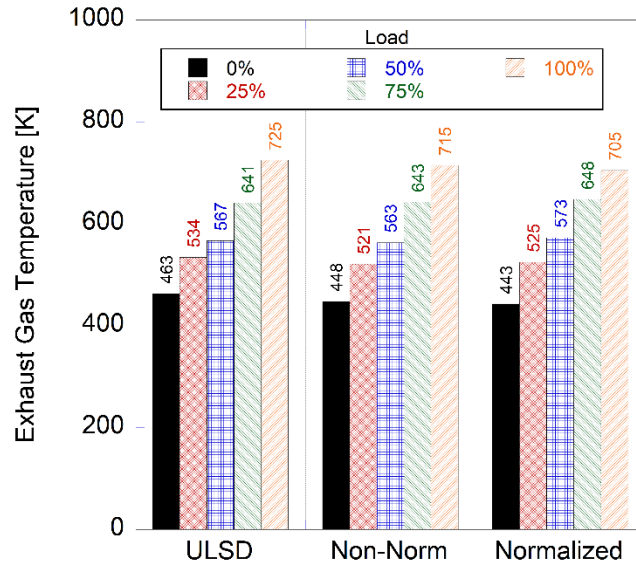 Exhaust Gas Temperature [K]
1000
800
600
400
200
0
Load
0% 50% 100%
25% 75%
463 534 567 641 725
448 521 563 643 715
443 525 573 648 705
ULSD Non-Norm Normalized